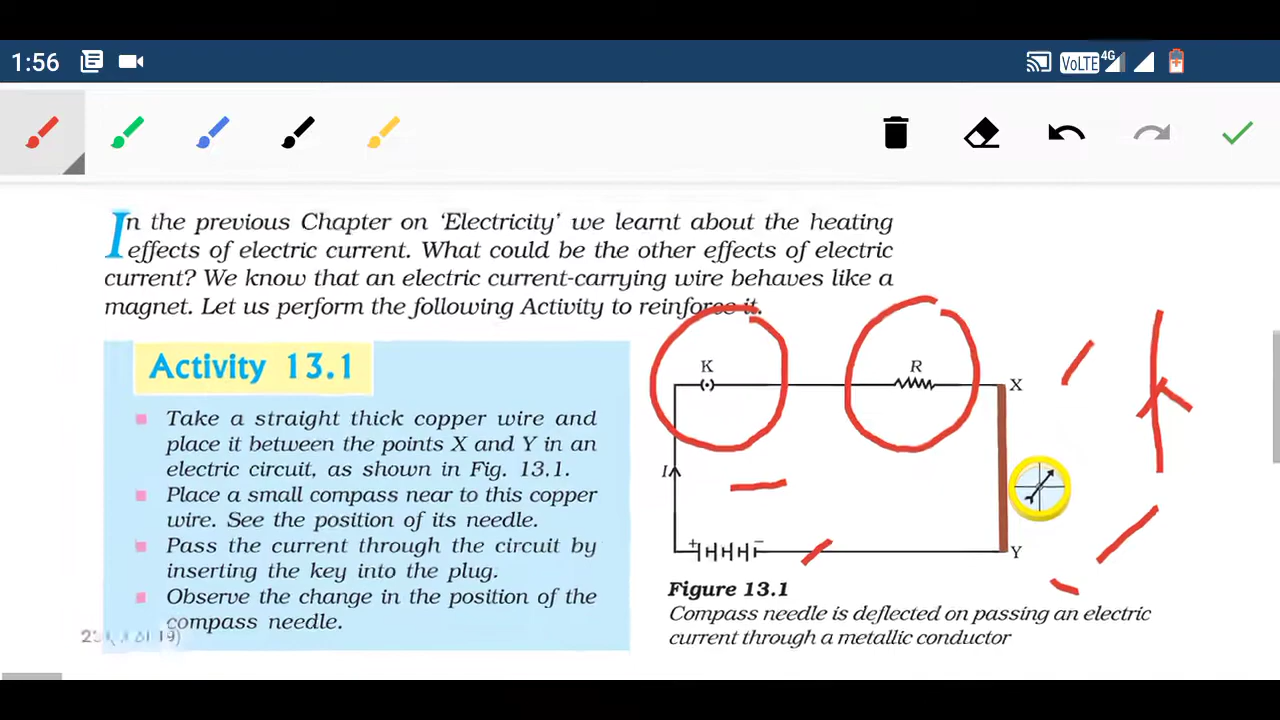 1:56
VoLTE 4G
In the previous Chapter on ‘Electricity’ we learnt about the heating
effects of electric current. What could be the other effects of electric
current? We know that an electric current-carrying wire behaves like a
magnet. Let us perform the following Activity to reinforce it.
Activity 13.1
Take a straight thick copper wire and
place it between the points X and Y in an
electric circuit, as shown in Fig. 13.1.
Place a small compass near to this copper
wire. See the position of its needle.
Pass the current through the circuit by
inserting the key into the plug.
Observe the change in the position of the
compass needle.
K
R
X
I
+
−
Y
Figure 13.1
Compass needle is deflected on passing an electric
current through a metallic conductor